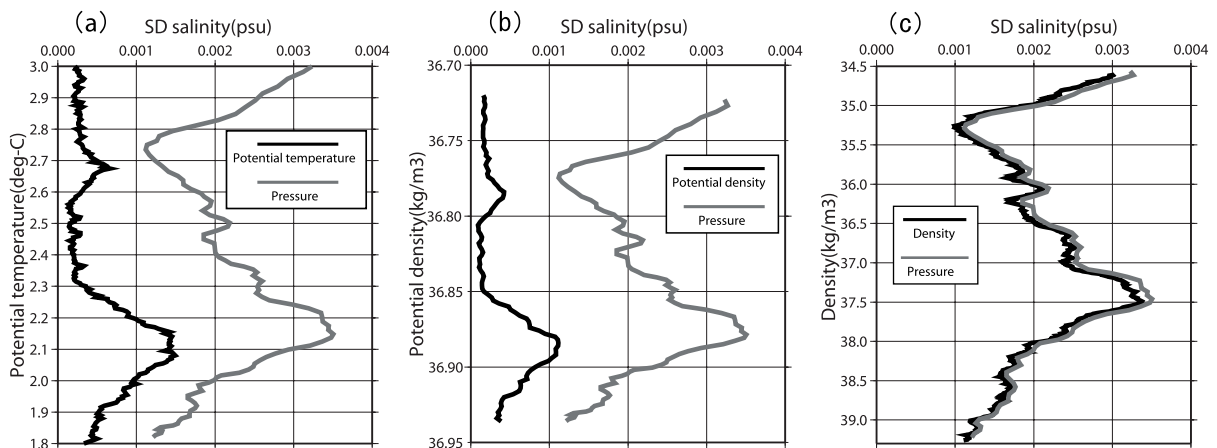 (a)
SD salinity(psu)
0.000 0.001 0.002 0.003 0.004
3.0
2.9
2.8
2.7
2.6
2.5
2.4
2.3
2.2
2.1
2.0
1.9
1.8
Potential temperature(deg-C)
Potential temperature
Pressure
(b)
SD salinity(psu)
0.000 0.001 0.002 0.003 0.004
36.70
36.75
36.80
36.85
36.90
36.95
Potential density(kg/m3)
Potential density
Pressure
(c)
SD salinity(psu)
0.000 0.001 0.002 0.003 0.004
34.5
35.0
35.5
36.0
36.5
37.0
37.5
38.0
38.5
39.0
Density(kg/m3)
Density
Pressure